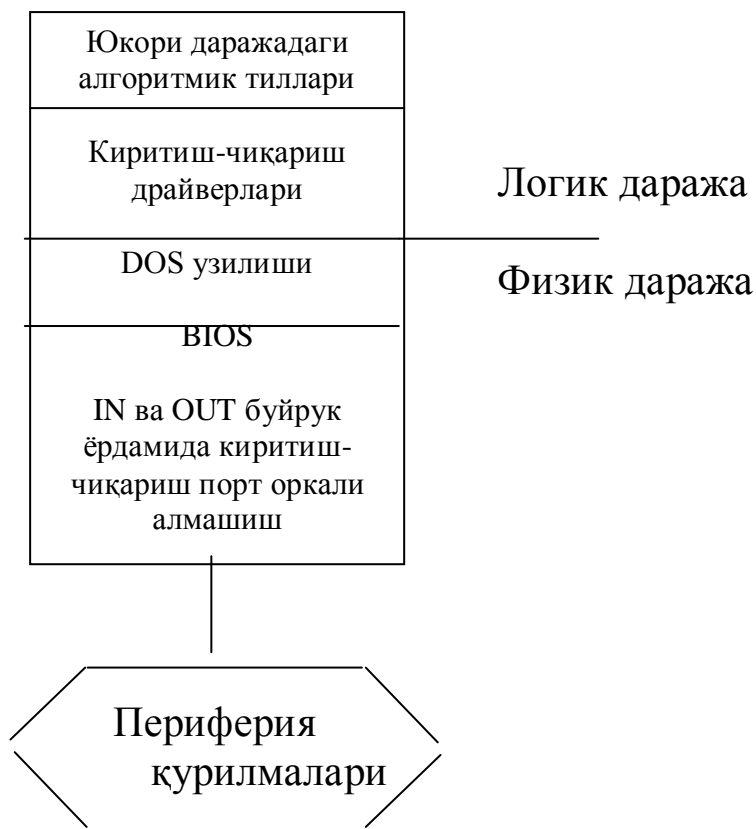 Юкори даражадаги
алгоритмик тиллари
Киритиш-чиқариш
драйверлари
Логик даража
DOS узилиши
Физик даража
BIOS
IN ва OUT буйрук
ёрдамида киритиш-
чиқариш порт оркали
алмашиш
Периферия
қурилмалари